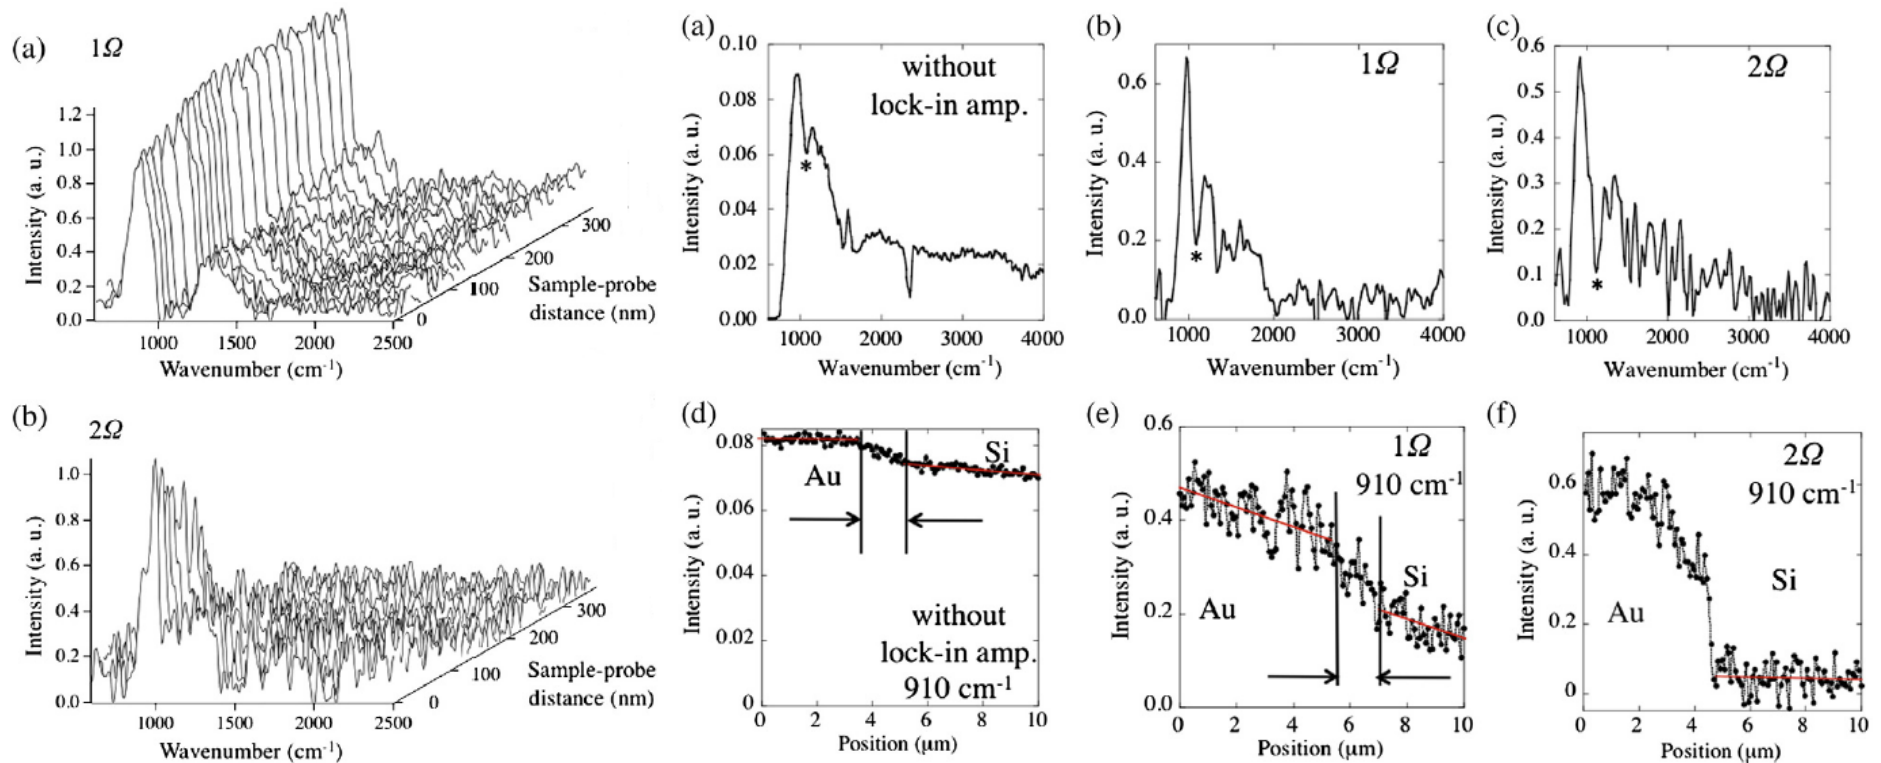 (a) 1Ω
Intensity (a. u.)
1.2
1.0
0.8
0.6
0.4
0.2
0.0
1000 1500 2000 2500
Wavenumber (cm-1)
0 100 200 300
Sample-probe
distance (nm)
(b) 2Ω
Intensity (a. u.)
1.0
0.8
0.6
0.4
0.2
0.0
1000 1500 2000 2500
Wavenumber (cm-1)
0 100 200 300
Sample-probe
distance (nm)
(a)
without
lock-in amp.
Intensity (a. u.)
0.10
0.08
0.06
0.04
0.02
0.00
*
1000 2000 3000 4000
Wavenumber (cm-1)
(b)
1Ω
Intensity (a. u.)
0.6
0.4
0.2
0.0
*
1000 2000 3000 4000
Wavenumber (cm-1)
(c)
2Ω
Intensity (a. u.)
0.6
0.5
0.4
0.3
0.2
0.1
0.0
*
1000 2000 3000 4000
Wavenumber (cm-1)
(d)
Au
Si
without
lock-in amp.
910 cm-1
Intensity (a. u.)
0.08
0.06
0.04
0.02
0
0 2 4 6 8 10
Position (μm)
(e)
1Ω
910 cm-1
Au
Si
Intensity (a. u.)
0.6
0.4
0.2
0.0
0 2 4 6 8 10
Position (μm)
(f)
2Ω
910 cm-1
Au
Si
Intensity (a. u.)
0.6
0.4
0.2
0
0 2 4 6 8 10
Position (μm)